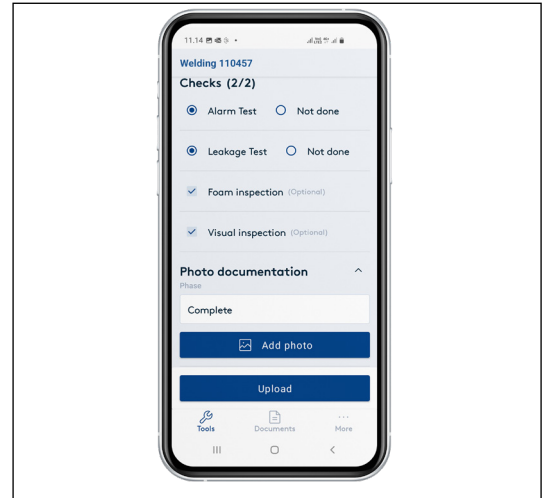 11.14
Welding 110457
Checks (2/2)
Alarm Test Not done
Leakage Test Not done
Foam inspection (Optional)
Visual inspection (Optional)
Photo documentation
Phase
Complete
Add photo
Upload
Tools Documents More